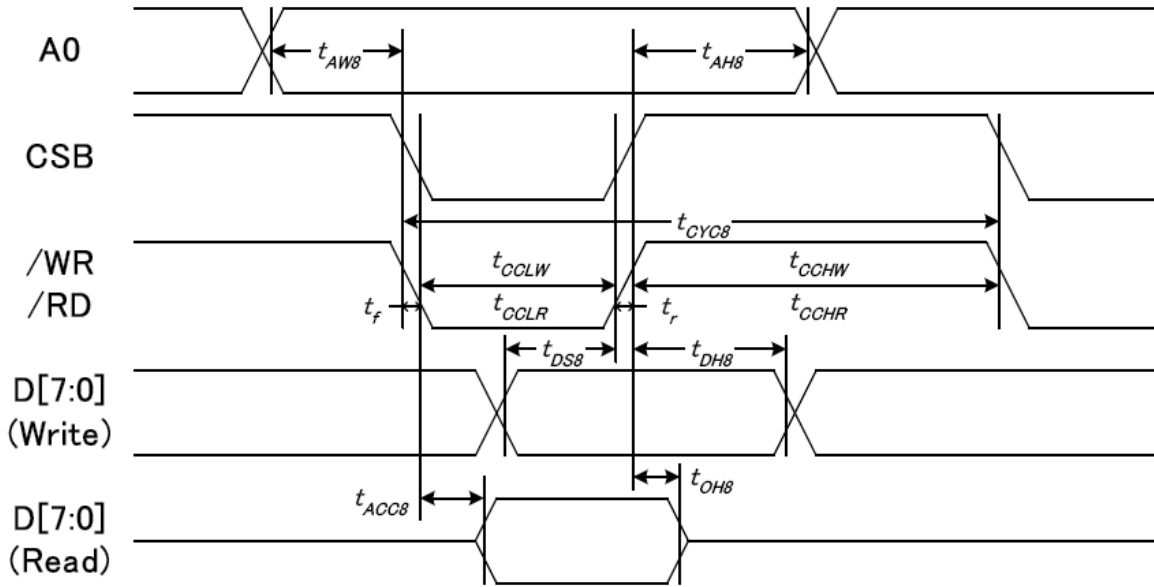 A0
t_AW8
t_AH8
CSB
t_CYC8
/WR
/RD
t_CCLW
t_CCHW
t_f
t_CCLR
t_r
t_CCHR
t_DS8
t_DH8
D[7:0]
(Write)
t_ACC8
t_OH8
D[7:0]
(Read)